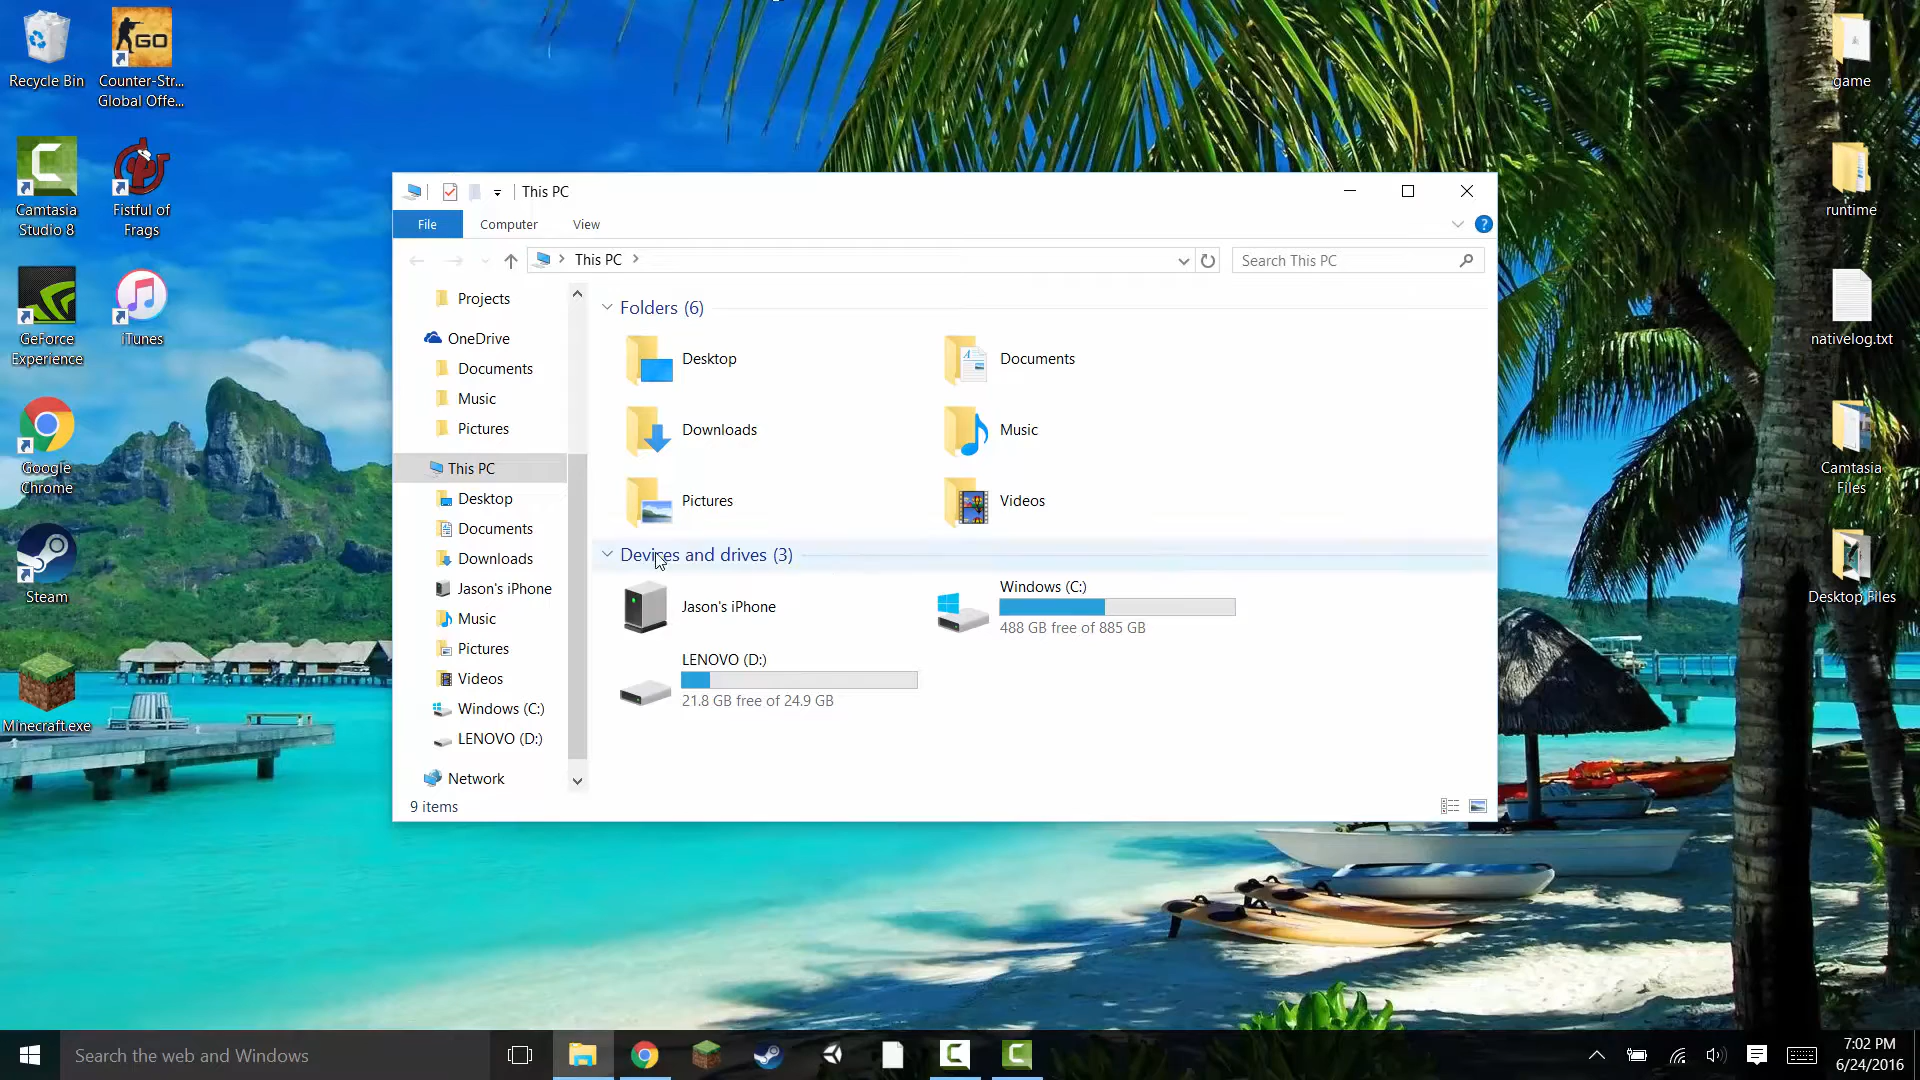 Recycle Bin
GO
Counter-Str...
Global Offe...
Camtasia
Studio 8
Fistful of
Frags
GeForce
Experience
iTunes
Google
Chrome
Steam
Minecraft.exe
This PC
File
Computer
View
?
This PC
Search This PC
Projects
OneDrive
Documents
Music
Pictures
This PC
Desktop
Documents
Downloads
Jason's iPhone
Music
Pictures
Videos
Windows (C:)
LENOVO (D:)
Network
Folders (6)
Desktop
Documents
Downloads
Music
Pictures
Videos
Devices and drives (3)
Jason's iPhone
Windows (C:)
488 GB free of 885 GB
LENOVO (D:)
21.8 GB free of 24.9 GB
9 items
game
runtime
nativelog.txt
Camtasia
Files
Desktop Files
Search the web and Windows
7:02 PM
6/24/2016